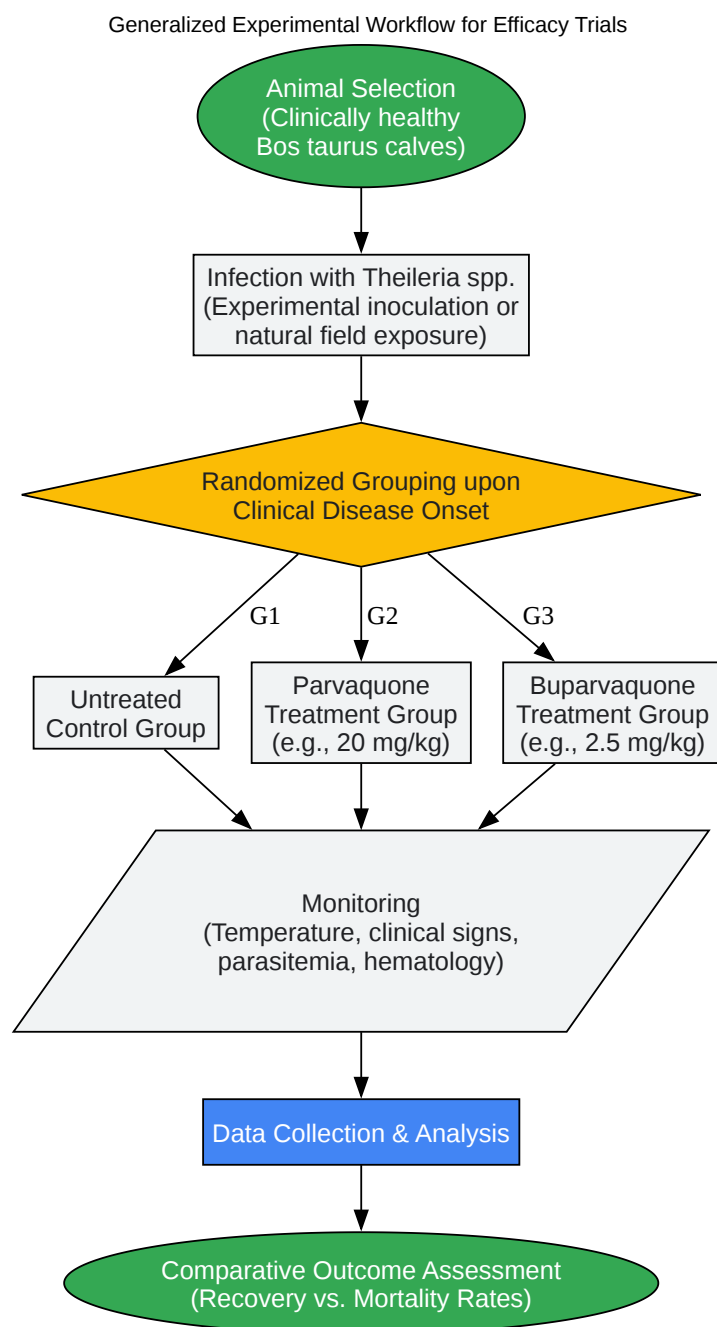 Generalized Experimental Workflow for Efficacy Trials
Animal Selection
(Clinically healthy
Bos taurus calves)
Infection with Theileria spp.
(Experimental inoculation or
natural field exposure)
Randomized Grouping upon
Clinical Disease Onset
G1
G2
G3
Untreated
Control Group
Parvaquone
Treatment Group
(e.g., 20 mg/kg)
Buparvaquone
Treatment Group
(e.g., 2.5 mg/kg)
Monitoring
(Temperature, clinical signs,
parasitemia, hematology)
Data Collection & Analysis
Comparative Outcome Assessment
(Recovery vs. Mortality Rates)